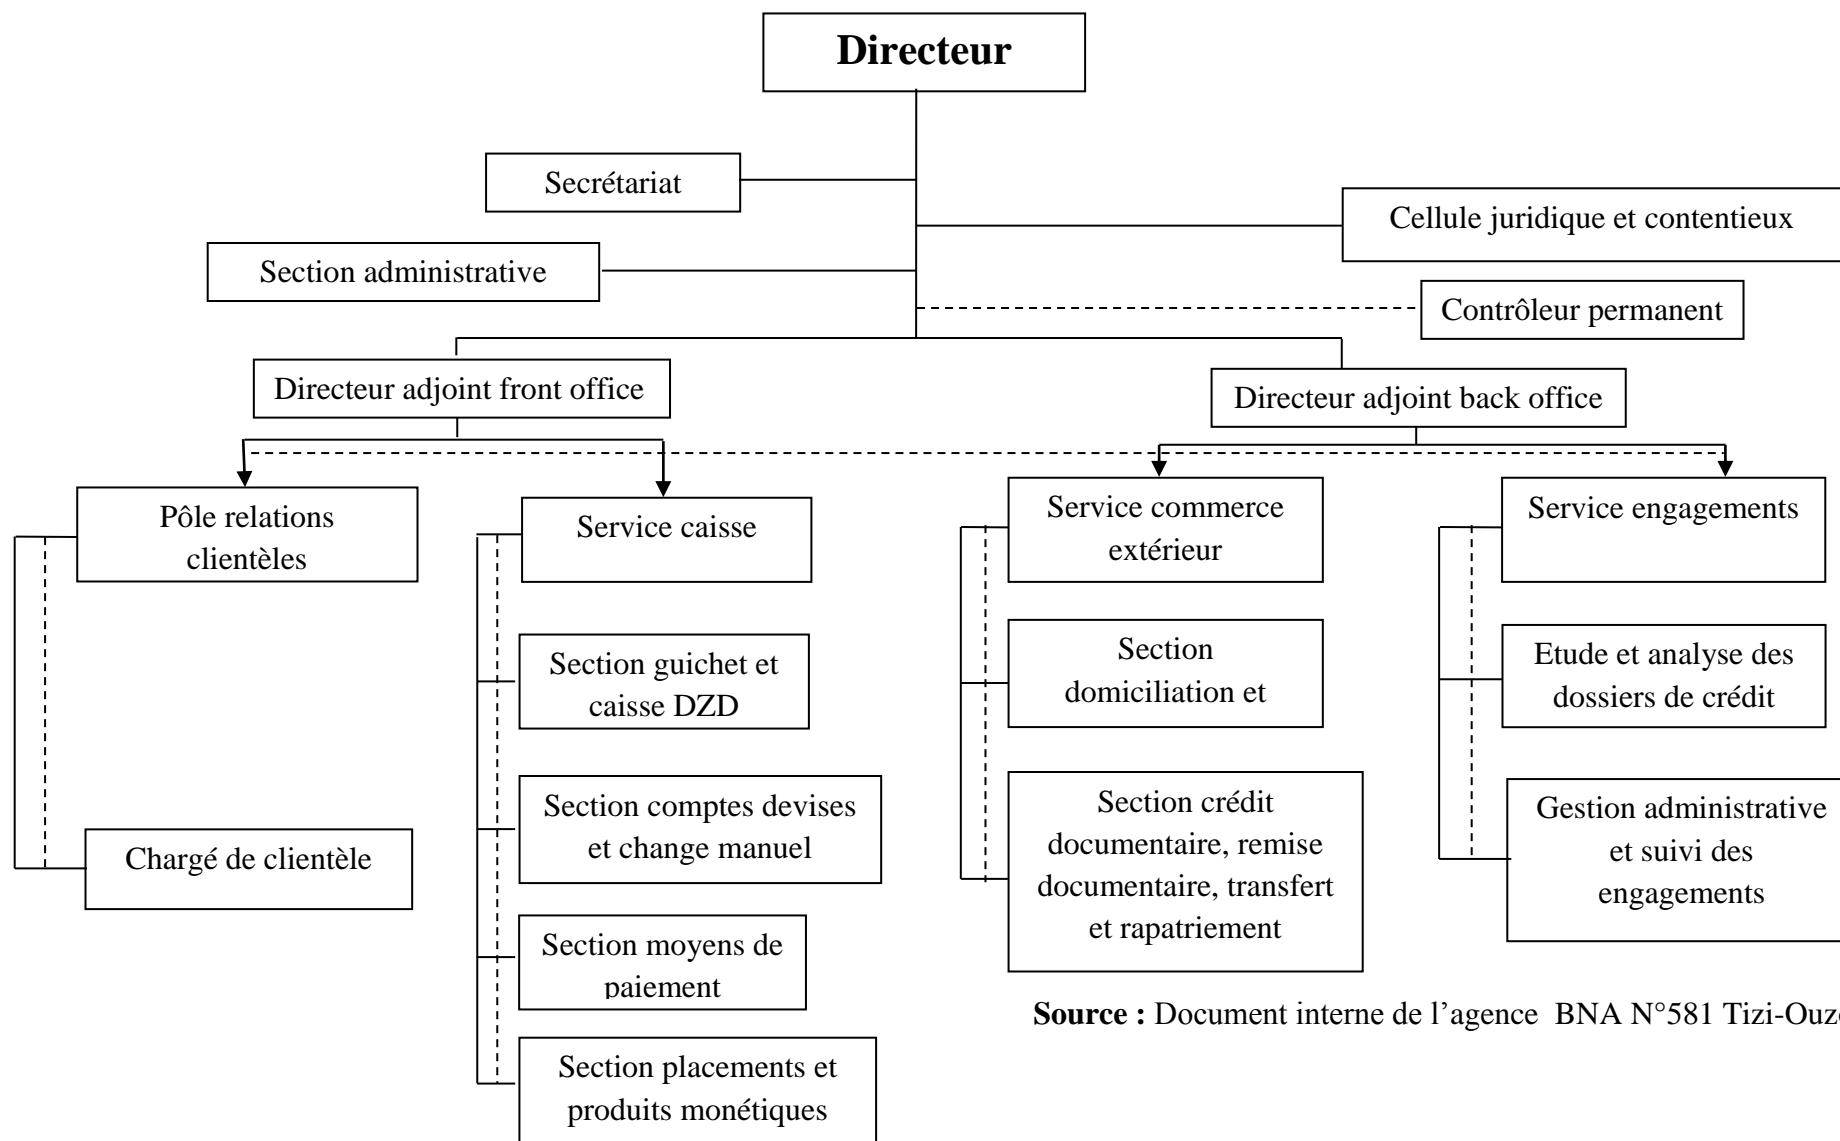 Directeur
Secrétariat
Cellule juridique et contentieux
Section administrative
Contrôleur permanent
Directeur adjoint front office
Directeur adjoint back office
Pôle relations
clientèles
Service caisse
Service commerce
extérieur
Service engagements
Section guichet et
caisse DZD
Section
domiciliation et
Etude et analyse des
dossiers de crédit
Section comptes devises
et change manuel
Section crédit
documentaire, remise
documentaire, transfert
et rapatriement
Gestion administrative
et suivi des
engagements
Chargé de clientèle
Section moyens de
paiement
Section placements et
produits monétiques
Source : Document interne de l’agence BNA N°581 Tizi-Ouzo